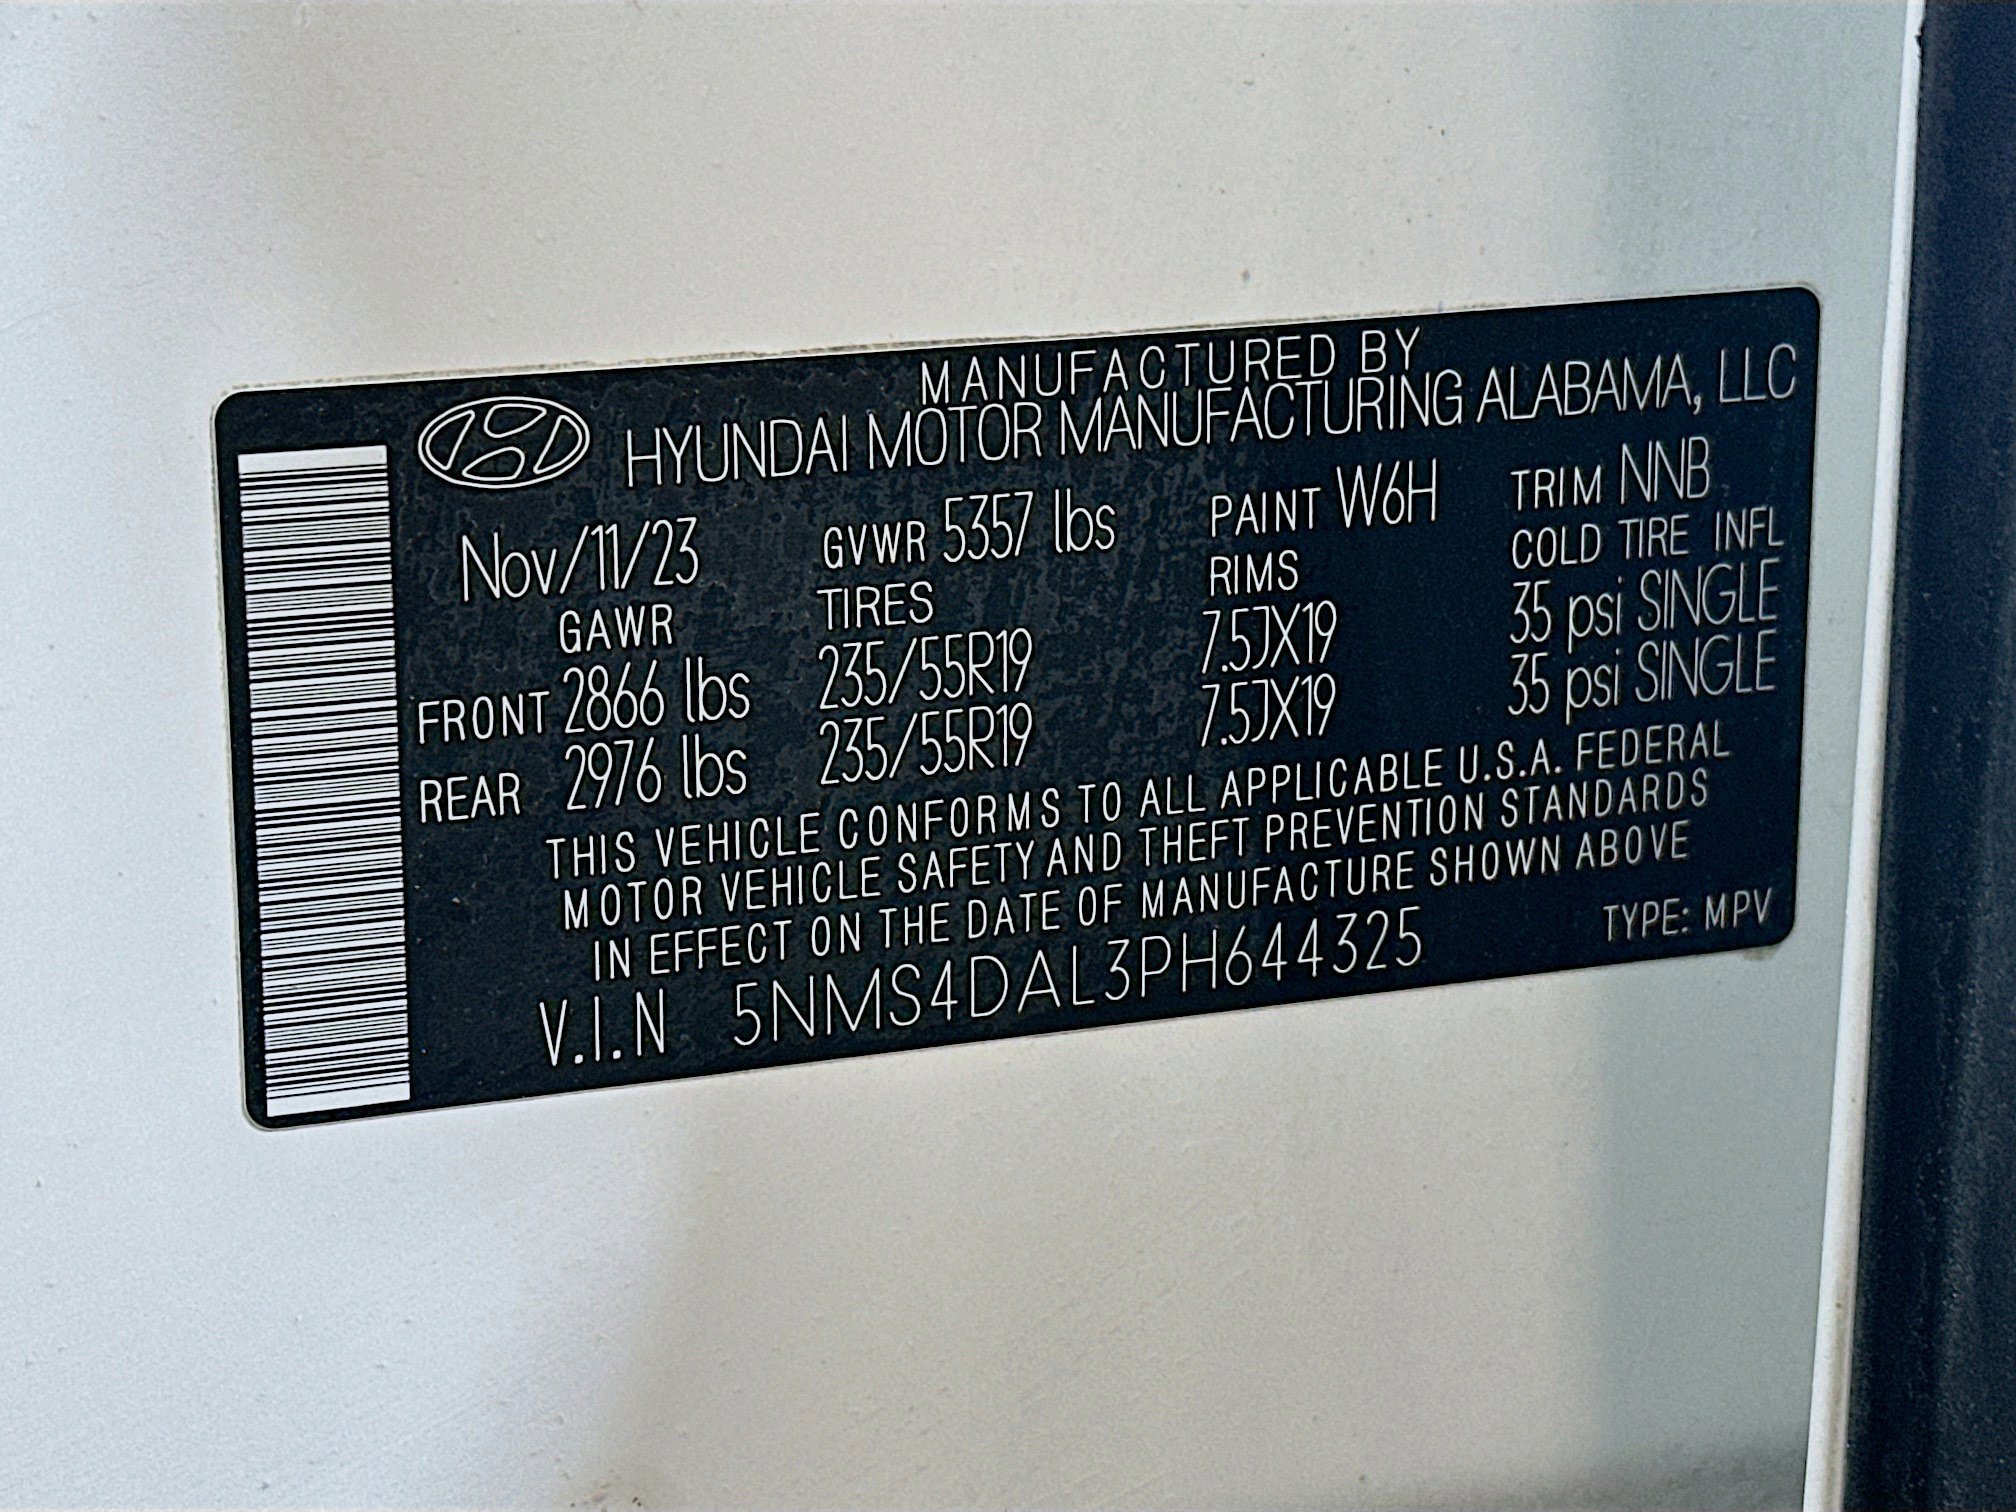 MANUFACTURED BY
HYUNDAI MOTOR MANUFACTURING ALABAMA, LLC
Nov/11/23 GVWR 5357 lbs PAINT W6H TRIM NNB
GAWR TIRES RIMS COLD TIRE INFL
FRONT 2866 lbs 235/55R19 7.5JX19 35 psi SINGLE
REAR 2976 lbs 235/55R19 7.5JX19 35 psi SINGLE
THIS VEHICLE CONFORMS TO ALL APPLICABLE U.S.A. FEDERAL
MOTOR VEHICLE SAFETY AND THEFT PREVENTION STANDARDS
IN EFFECT ON THE DATE OF MANUFACTURE SHOWN ABOVE
V.I.N 5NMS4DAL3PH644325 TYPE: MPV